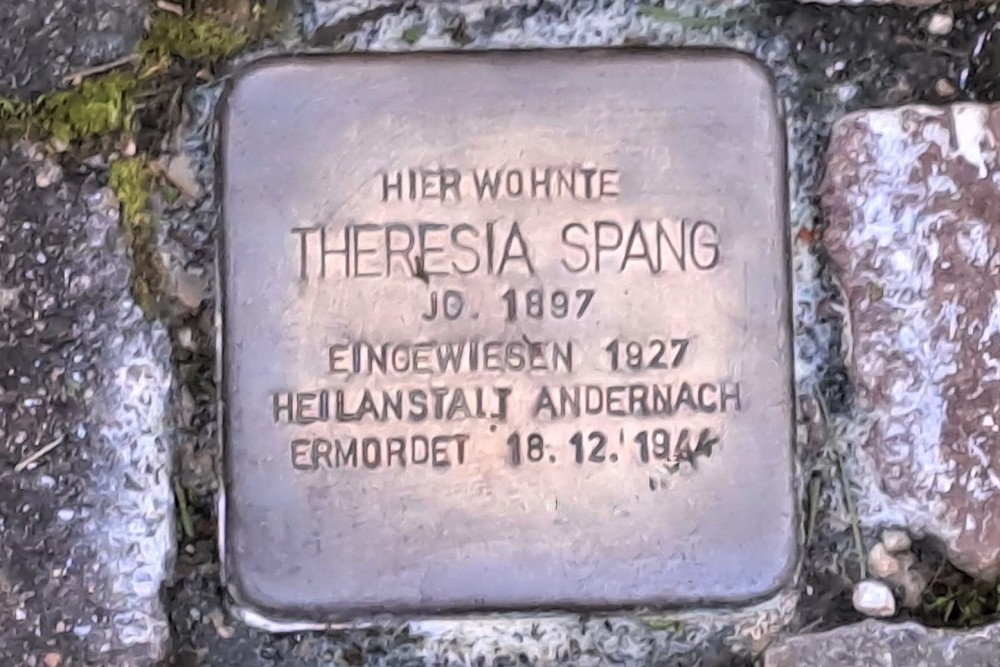 HIER WOHNTE
THERESIA SPANG
JG. 1897
EINGEWIESEN 1927
HEILANSTALT ANDERNACH
ERMORDET 18. 12. 1944